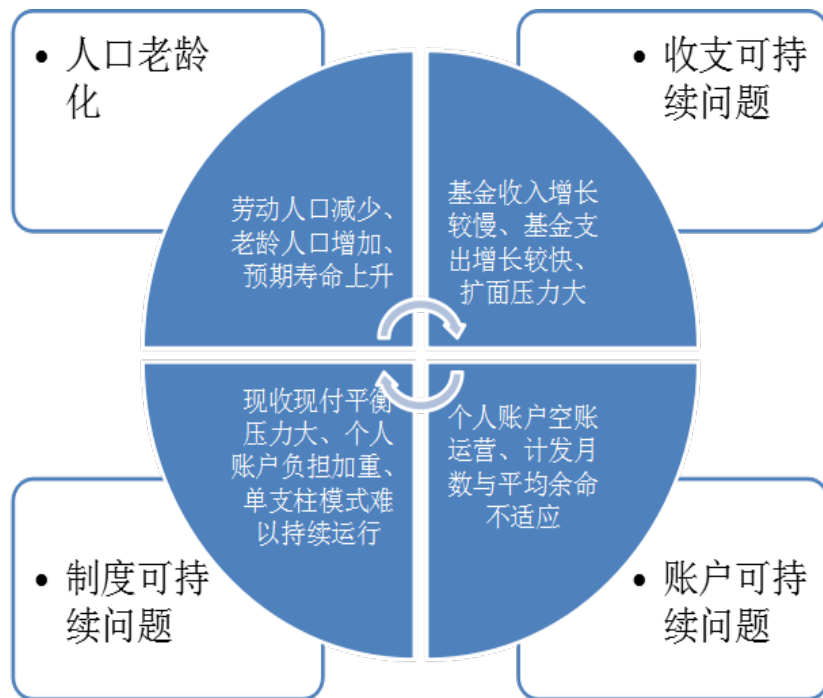 • 人口老龄
化
• 收支可持
续问题
劳动人口减少、
老龄人口增加、
预期寿命上升
基金收入增长
较慢、基金支
出增长较快、
扩面压力大
现收现付平衡
压力大、个人
账户负担加重、
单支柱模式难
以持续运行
个人账户空账
运营、计发月
数与平均余命
不适应
• 制度可持
续问题
• 账户可持
续问题